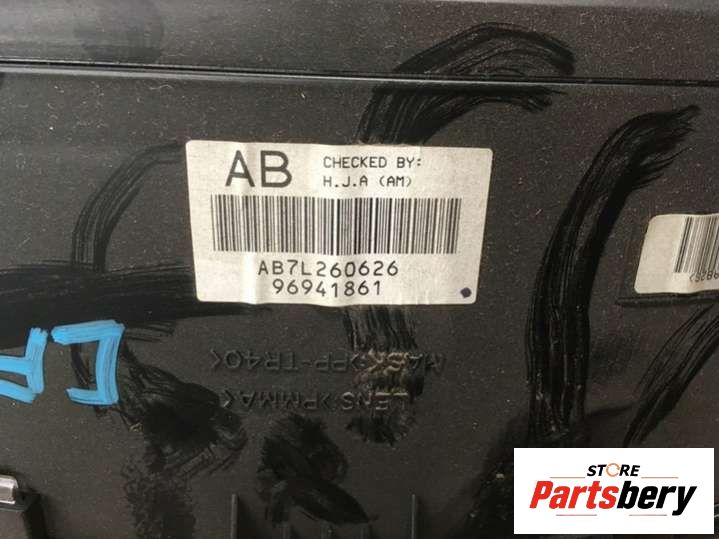 AB
CHECKED BY:
H.J.A (AM)
AB7L260626
96941861
MASK>PP-TR40<
LENS>PMMA<
STORE
Partsbery